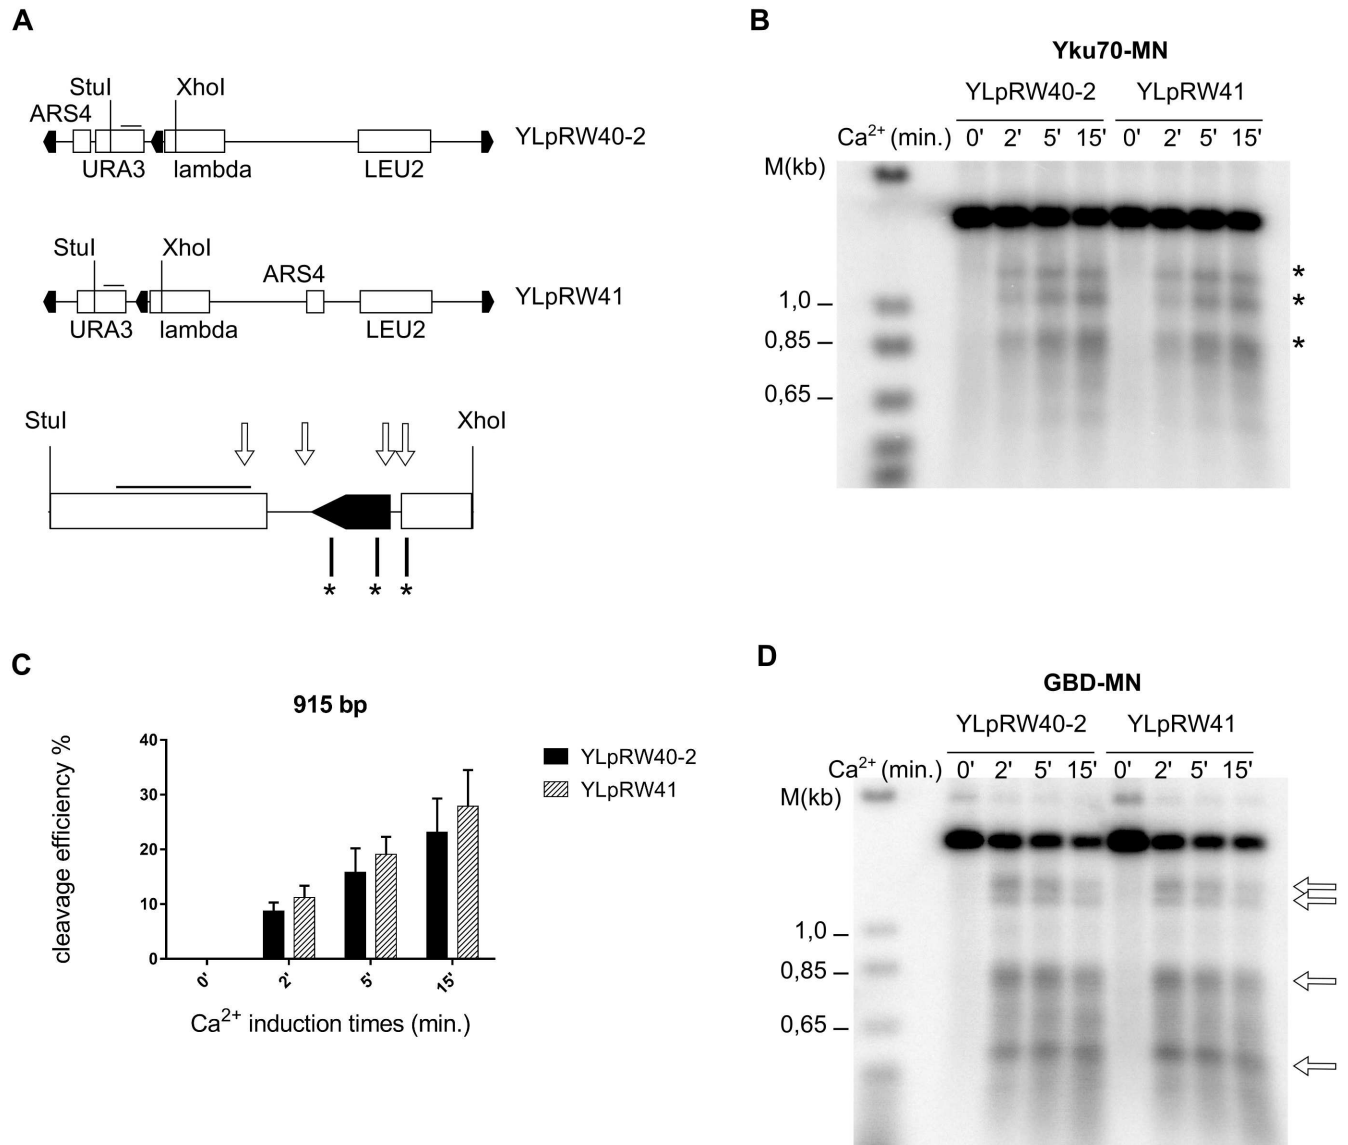 A
StuI XhoI
ARS4
YLpRW40-2
URA3 lambda LEU2
StuI XhoI
ARS4
YLpRW41
URA3 lambda LEU2
StuI XhoI
* * *
B
Yku70-MN
YLpRW40-2 YLpRW41
Ca2+ (min.) 0' 2' 5' 15' 0' 2' 5' 15'
M(kb)
*
1,0 *
0,85 *
0,65
C
915 bp
cleavage efficiency %
40
30
20
10
0
0' 2' 5' 15'
Ca2+ induction times (min.)
YLpRW40-2
YLpRW41
D
GBD-MN
YLpRW40-2 YLpRW41
Ca2+ (min.) 0' 2' 5' 15' 0' 2' 5' 15'
M(kb)
1,0
0,85
0,65